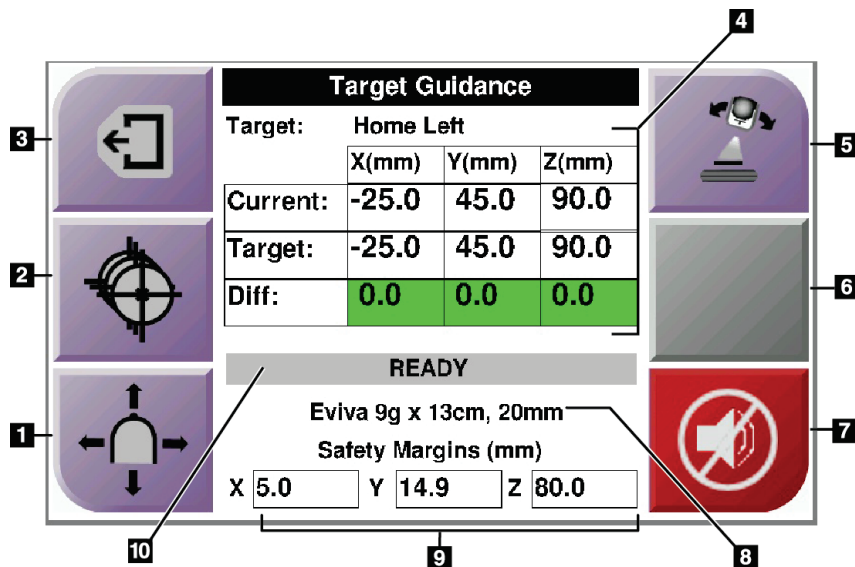 4
Target Guidance
Target: Home Left
3
5
X(mm) Y(mm) Z(mm)
Current: -25.0 45.0 90.0
Target: -25.0 45.0 90.0
2
6
Diff: 0.0 0.0 0.0
READY
Eviva 9g x 13cm, 20mm
1
7
Safety Margins (mm)
X 5.0 Y 14.9 Z 80.0
10
9
8